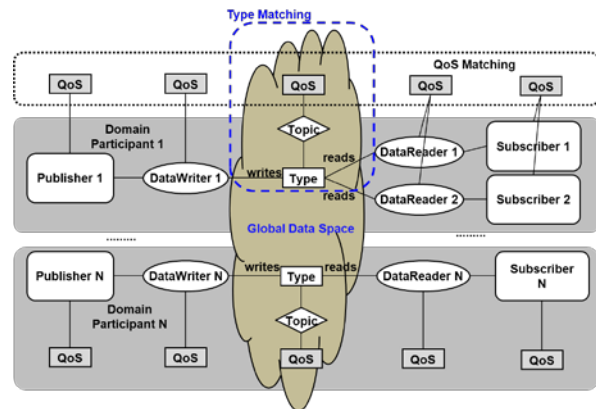 Type Matching
QoS Matching
QoS
QoS
QoS
QoS
QoS
Domain
Participant 1
Topic
Publisher 1
DataWriter 1
writes
Type
reads
reads
DataReader 1
DataReader 2
Subscriber 1
Subscriber 2
Global Data Space
Publisher N
DataWriter N
writes
Type
reads
DataReader N
Subscriber
N
Domain
Participant N
Topic
QoS
QoS
QoS
QoS
QoS